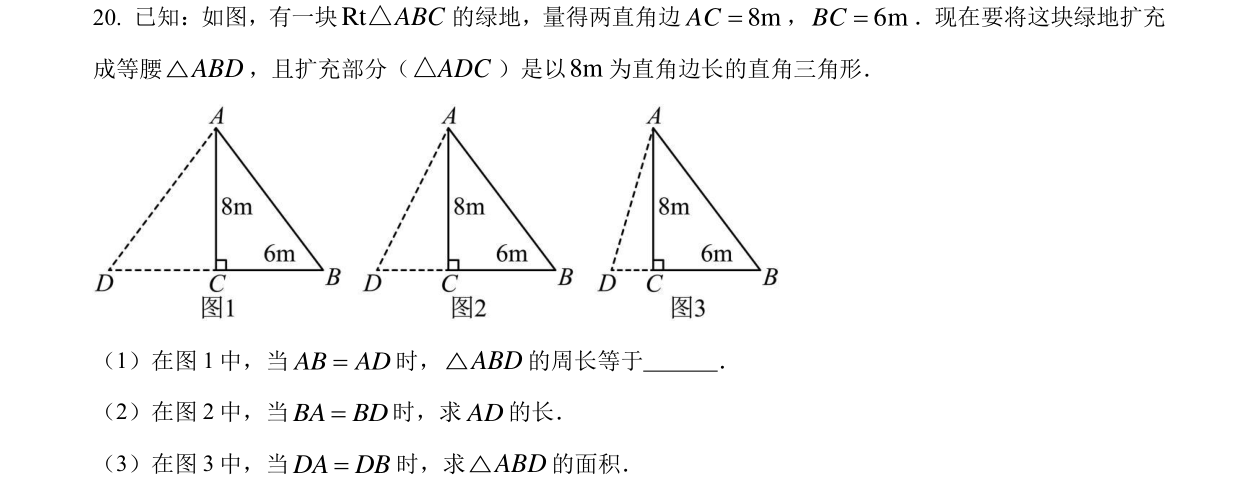 20. 已知：如图，有一块Rt△ABC的绿地，量得两直角边AC=8m，BC=6m．现在要将这块绿地扩充
成等腰△ABD，且扩充部分（△ADC）是以8m为直角边长的直角三角形．
A A A
8m 8m 8m
6m 6m 6m
D C B D C B D C B
图1 图2 图3
（1）在图1中，当AB=AD时，△ABD的周长等于______．
（2）在图2中，当BA=BD时，求AD的长．
（3）在图3中，当DA=DB时，求△ABD的面积．